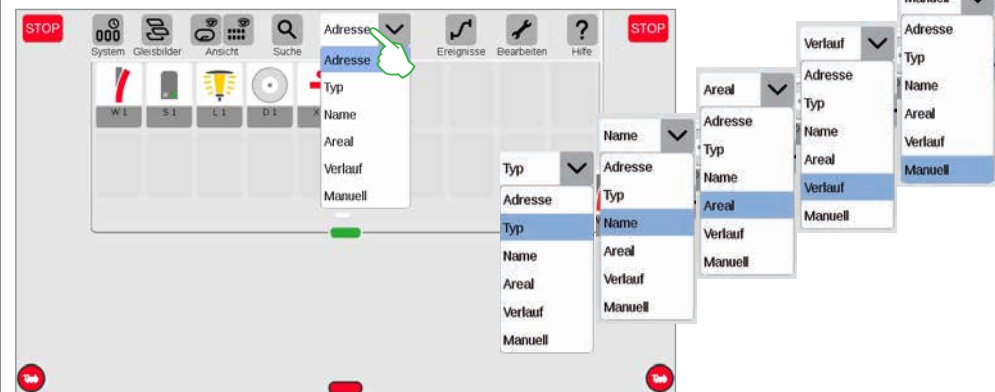 STOP
System Gleisbilder Ansicht Suche
Adresse
Ereignisse Bearbeiten Hilfe
STOP
W 1 S 1 L 1 D 1 X
Adresse
Typ
Name
Areal
Verlauf
Manuell
Typ
Adresse
Typ
Name
Areal
Verlauf
Manuell
Name
Adresse
Typ
Name
Areal
Verlauf
Manuell
Areal
Adresse
Typ
Name
Areal
Verlauf
Manuell
Verlauf
Adresse
Typ
Name
Areal
Verlauf
Manuell
Adresse
Typ
Name
Areal
Verlauf
Manuell